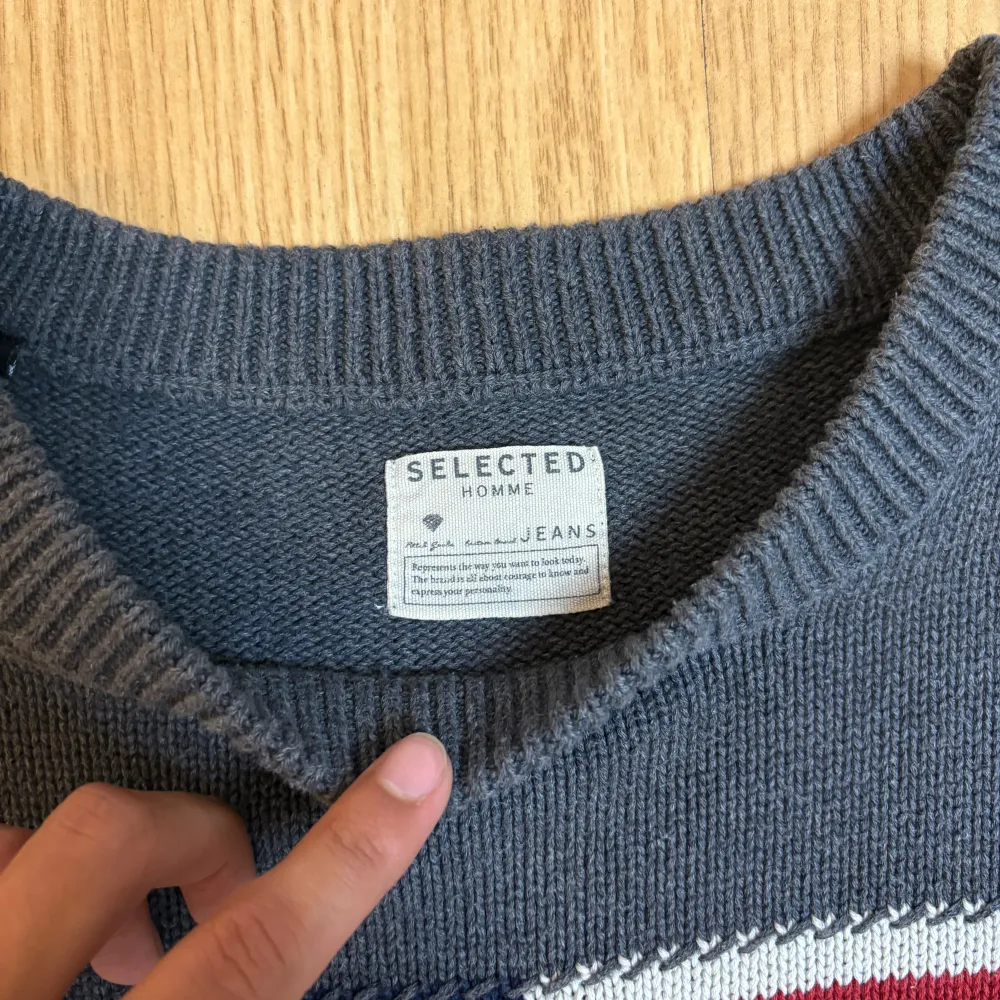 SELECTED
HOMME
JEANS
Represents the way you want to look today.
The brand is all about courage to know and
express your personality.